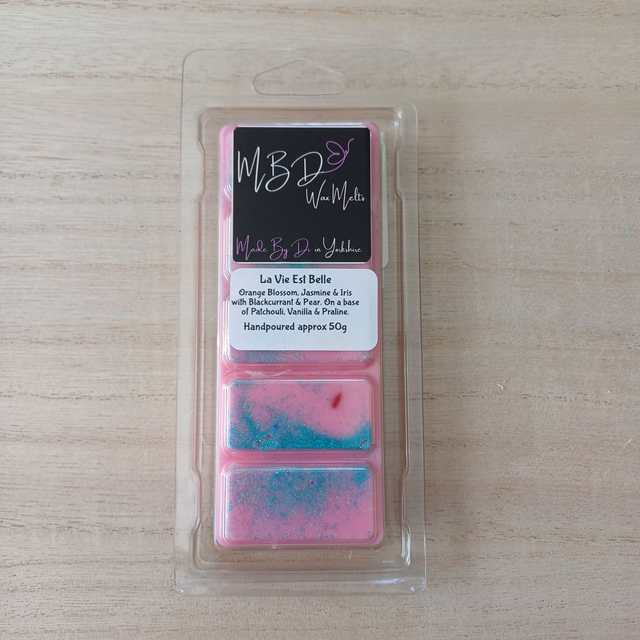 MBD
Wax Melts
Made By Di in Yorkshire
La Vie Est Belle
Orange Blossom, Jasmine & Iris
with Blackcurrant & Pear. On a base
of Patchouli, Vanilla & Praline.
Handpoured approx 50g